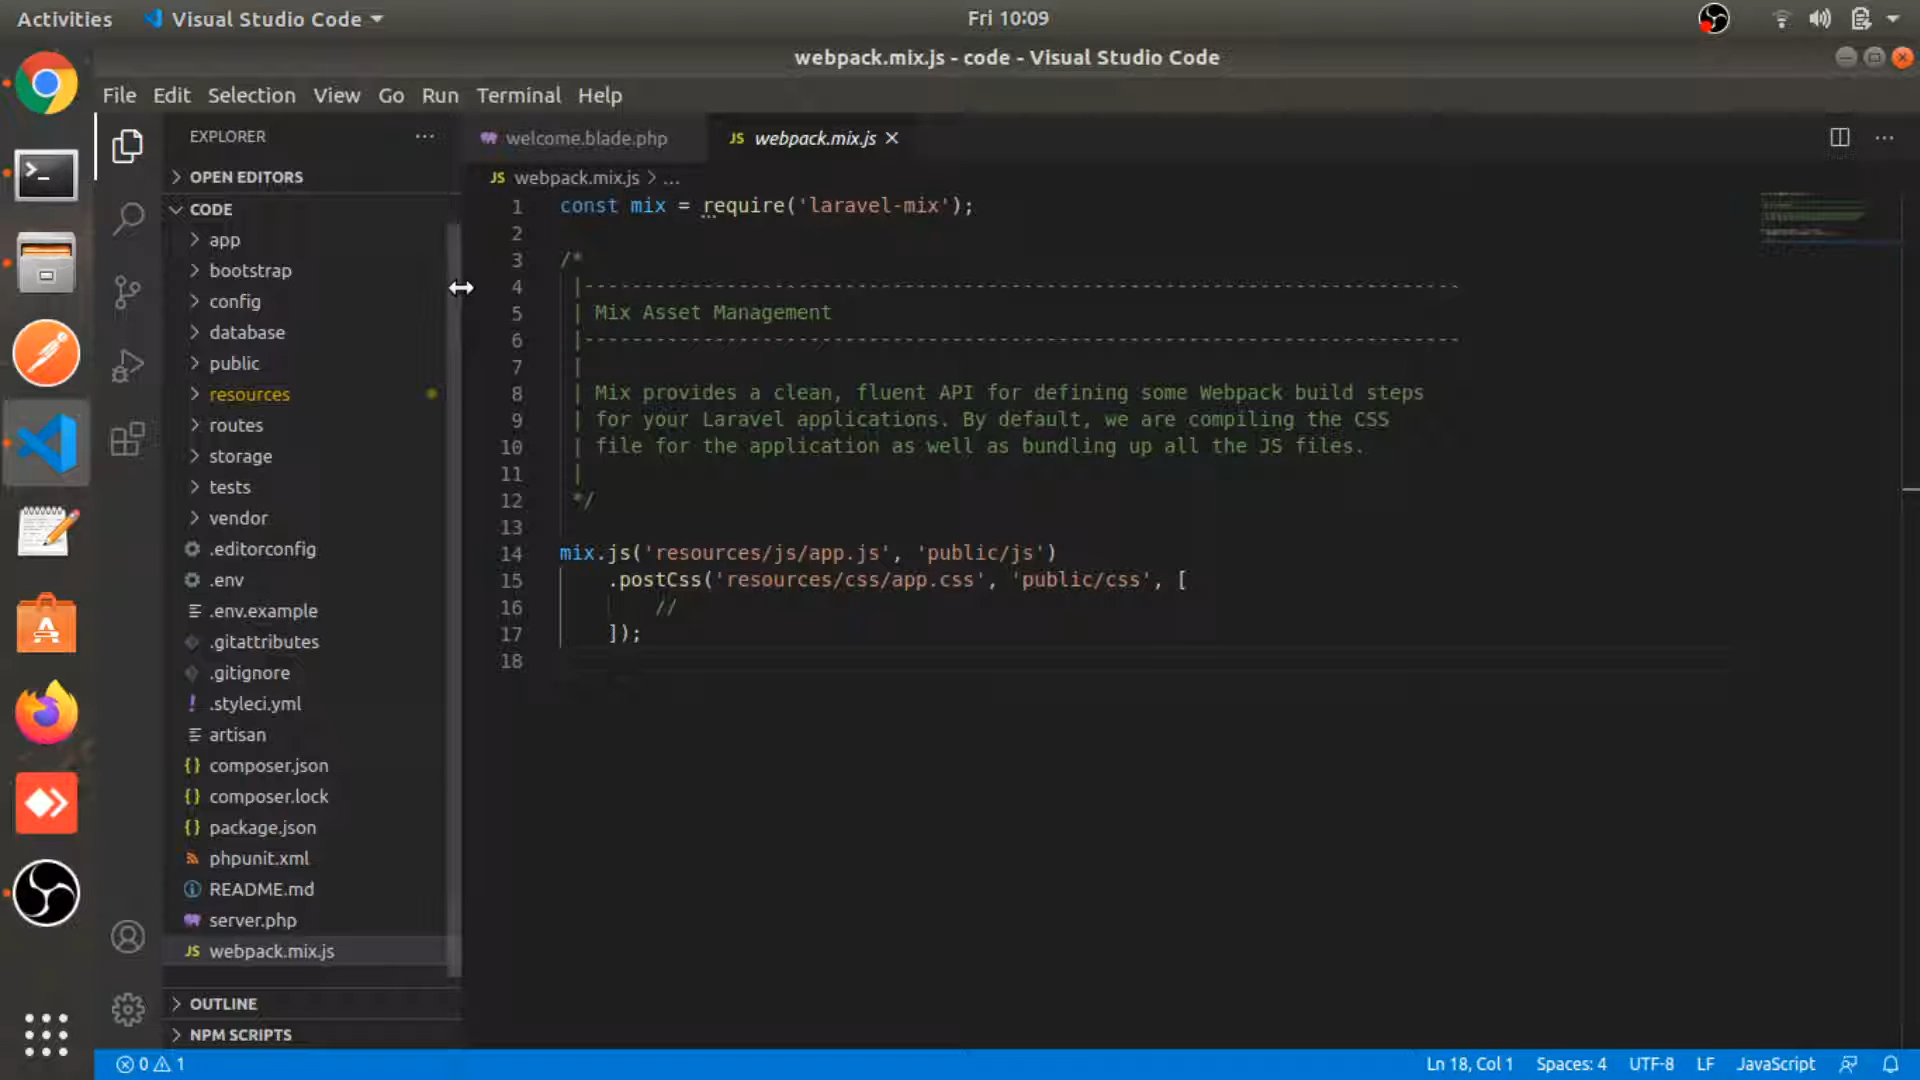 Activities
Visual Studio Code
Fri 10:09
webpack.mix.js - code - Visual Studio Code
File Edit Selection View Go Run Terminal Help
EXPLORER
OPEN EDITORS
CODE
app
bootstrap
config
database
public
resources
routes
storage
tests
vendor
.editorconfig
.env
.env.example
.gitattributes
.gitignore
.styleci.yml
artisan
composer.json
composer.lock
package.json
phpunit.xml
README.md
server.php
JS webpack.mix.js
OUTLINE
NPM SCRIPTS
welcome.blade.php
JS webpack.mix.js
JS webpack.mix.js > ...
1 const mix = require('laravel-mix');
2
3 /*
4 |--------------------------------------------------------------------------
5 | Mix Asset Management
6 |--------------------------------------------------------------------------
7 |
8 | Mix provides a clean, fluent API for defining some Webpack build steps
9 | for your Laravel applications. By default, we are compiling the CSS
10 | file for the application as well as bundling up all the JS files.
11 |
12 */
13
14 mix.js('resources/js/app.js', 'public/js')
15 .postCss('resources/css/app.css', 'public/css', [
16 //
17 ]);
18
0 1
Ln 18, Col 1 Spaces: 4 UTF-8 LF JavaScript